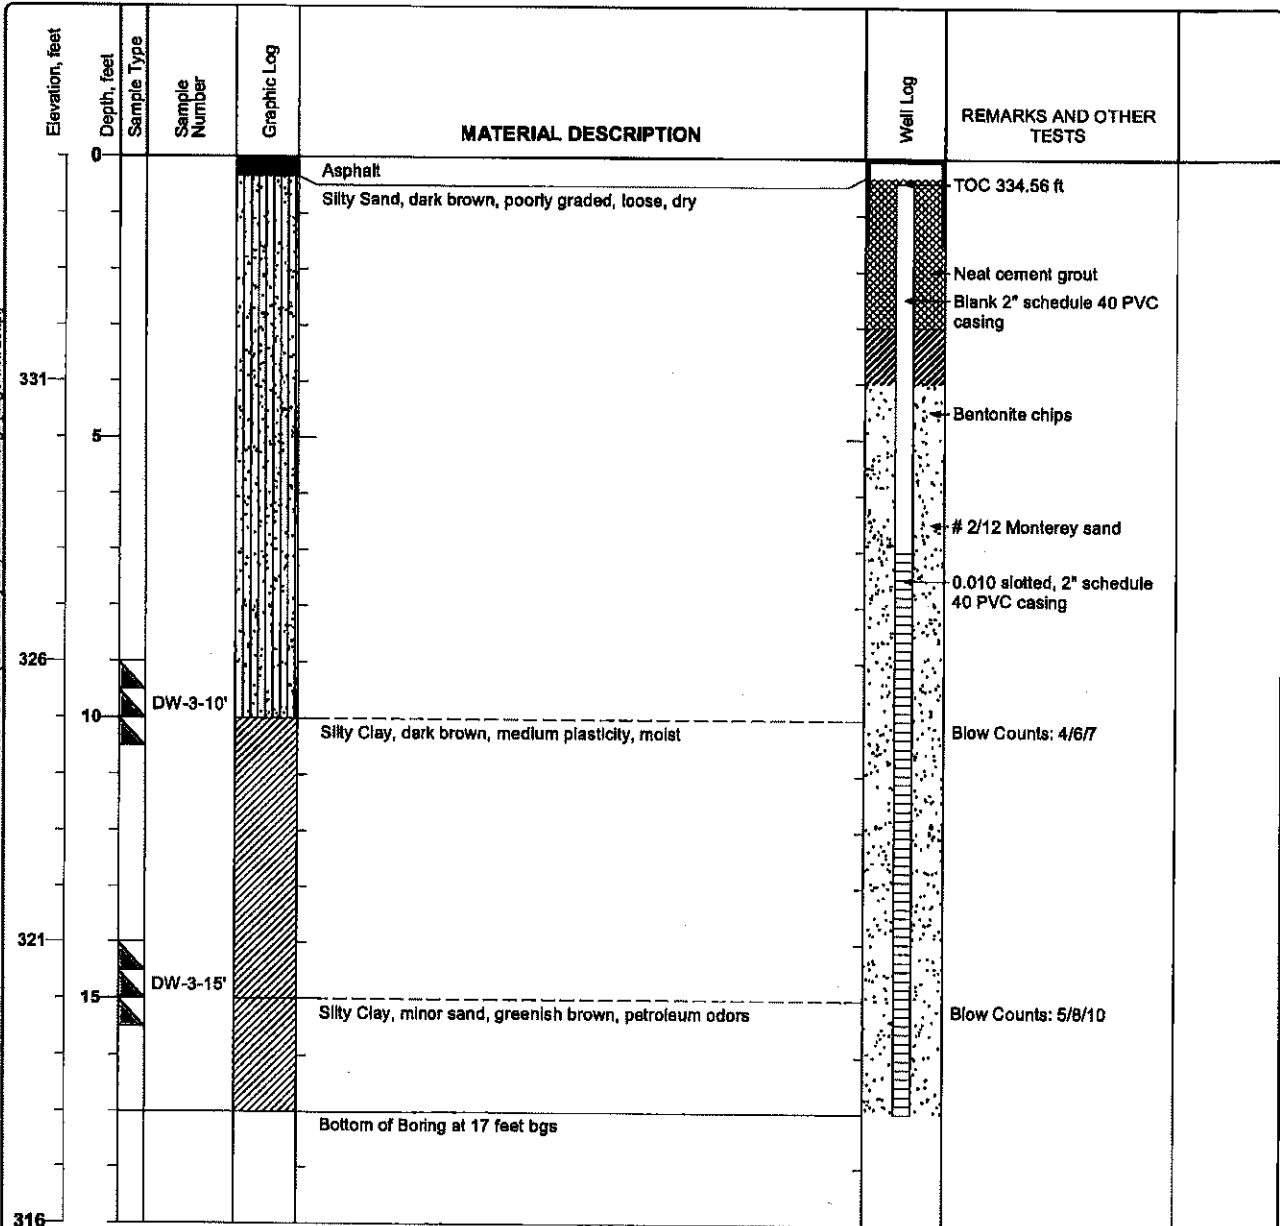 Elevation, feet
Depth, feet
Sample Type
Sample
Number
Graphic Log
MATERIAL DESCRIPTION
Well Log
REMARKS AND OTHER
TESTS
0
Asphalt
TOC 334.56 ft
Silty Sand, dark brown, poorly graded, loose, dry
Neat cement grout
Blank 2" schedule 40 PVC
casing
331
Bentonite chips
5
# 2/12 Monterey sand
0.010 slotted, 2" schedule
40 PVC casing
326
DW-3-10'
10
Silty Clay, dark brown, medium plasticity, moist
Blow Counts: 4/6/7
321
DW-3-15'
15
Silty Clay, minor sand, greenish brown, petroleum odors
Blow Counts: 5/8/10
Bottom of Boring at 17 feet bgs
316